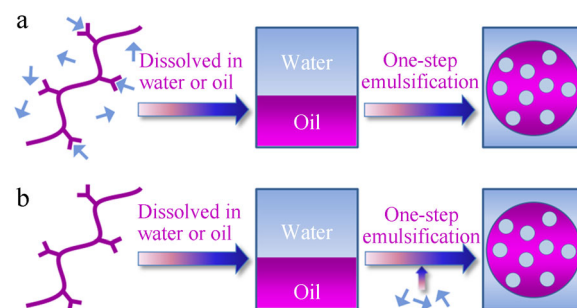 a
Dissolved in
water or oil
Water
Oil
One-step
emulsification
b
Dissolved in
water or oil
Water
Oil
One-step
emulsification